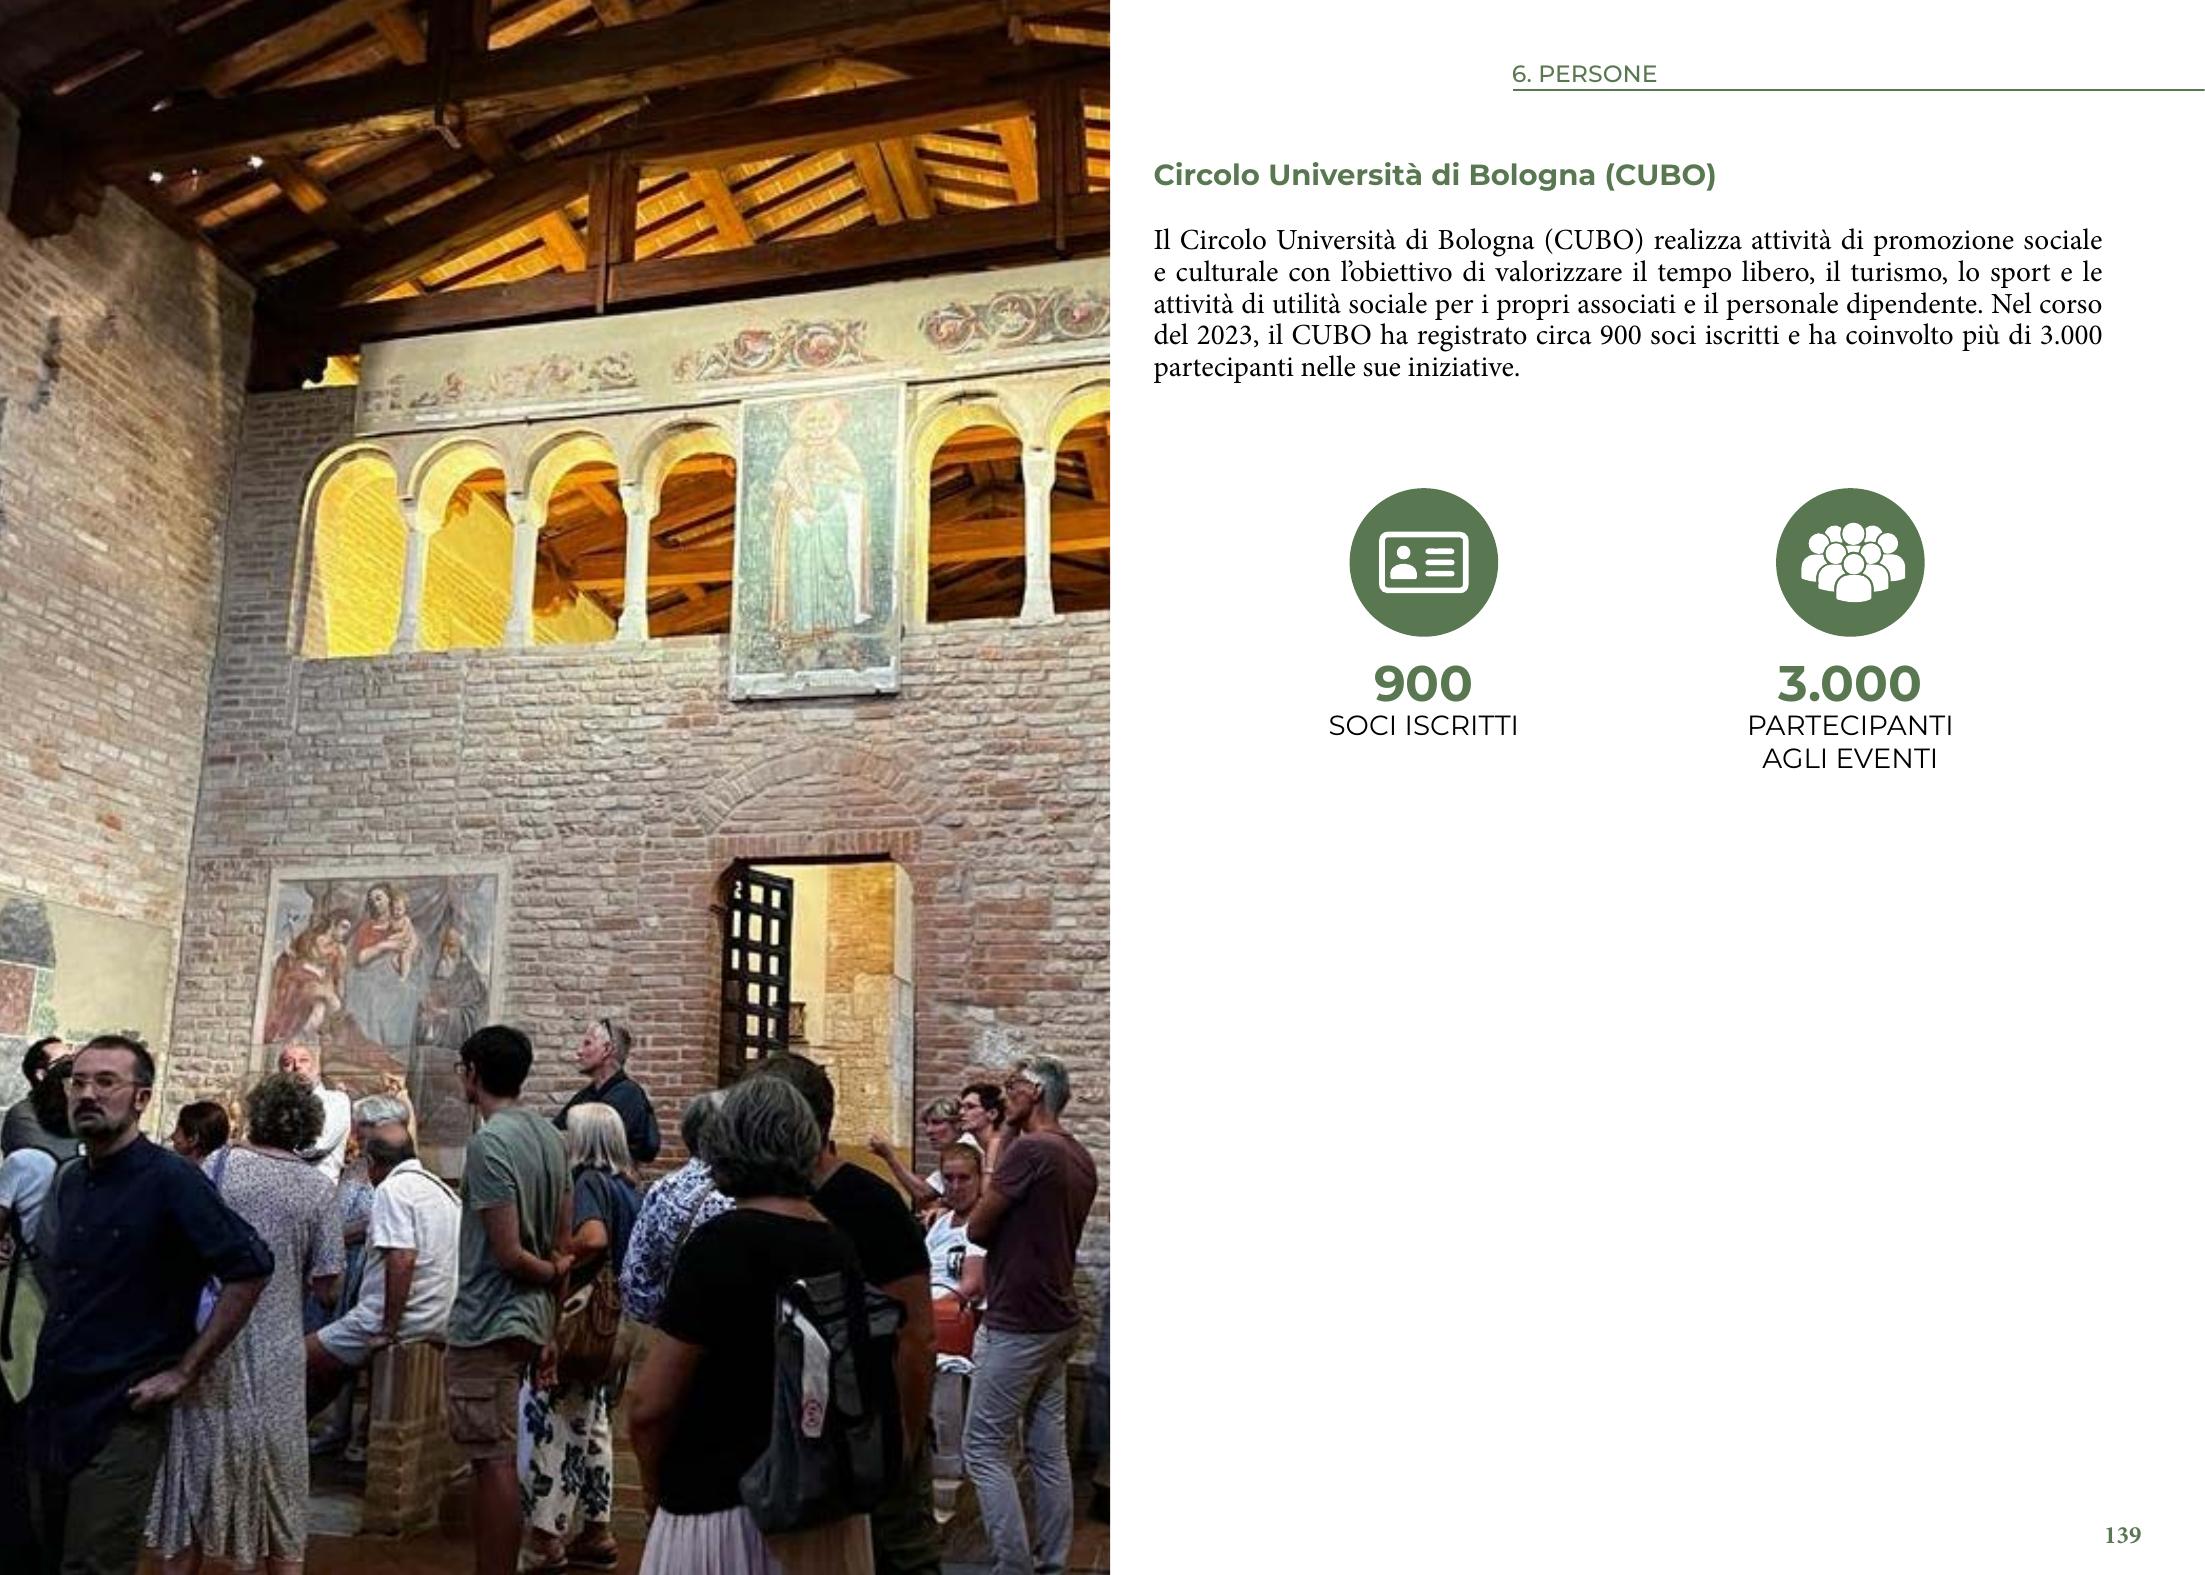 6. PERSONE
Circolo Università di Bologna (CUBO)
Il Circolo Università di Bologna (CUBO) realizza attività di promozione sociale
e culturale con l’obiettivo di valorizzare il tempo libero, il turismo, lo sport e le
attività di utilità sociale per i propri associati e il personale dipendente. Nel corso
del 2023, il CUBO ha registrato circa 900 soci iscritti e ha coinvolto più di 3.000
partecipanti nelle sue iniziative.
900
SOCI ISCRITTI
3.000
PARTECIPANTI
AGLI EVENTI
139